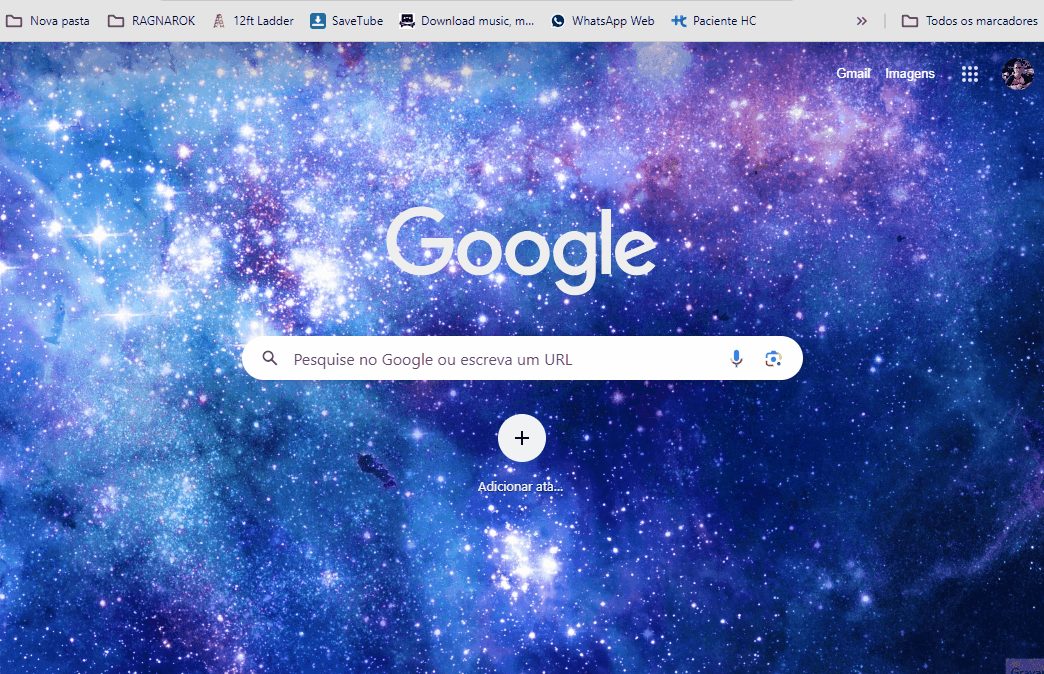 Nova pasta RAGNAROK 12ft Ladder SaveTube Download music, m... WhatsApp Web Paciente HC » Todos os marcadores
Gmail Imagens
Google
Pesquise no Google ou escreva um URL
Adicionar ata...